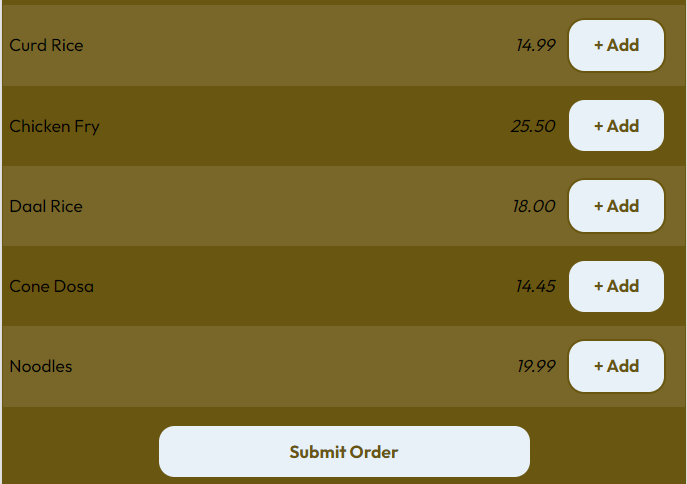 Curd Rice 14.99 + Add
Chicken Fry 25.50 + Add
Daal Rice 18.00 + Add
Cone Dosa 14.45 + Add
Noodles 19.99 + Add
Submit Order